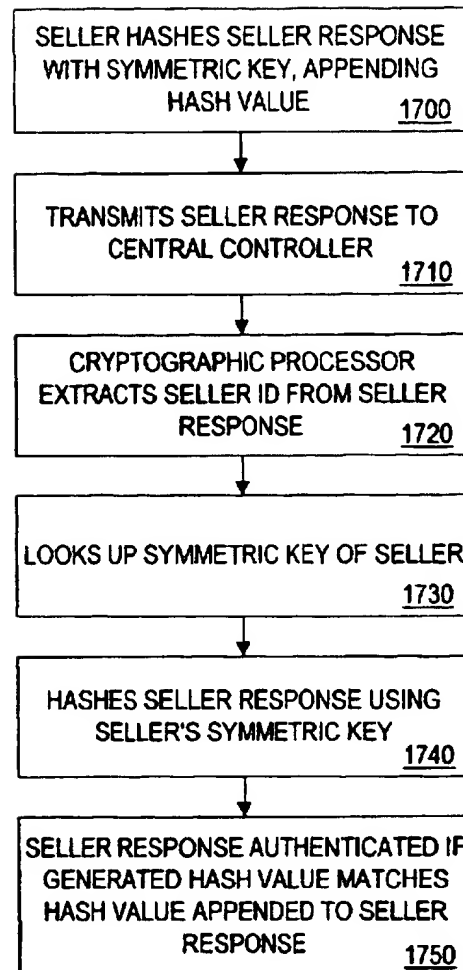 SELLER HASHES SELLER RESPONSE
WITH SYMMETRIC KEY, APPENDING
HASH VALUE
1700
TRANSMITS SELLER RESPONSE TO
CENTRAL CONTROLLER
1710
CRYPTOGRAPHIC PROCESSOR
EXTRACTS SELLER ID FROM SELLER
RESPONSE
1720
LOOKS UP SYMMETRIC KEY OF SELLER
1730
HASHES SELLER RESPONSE USING
SELLER'S SYMMETRIC KEY
1740
SELLER RESPONSE AUTHENTICATED IF
GENERATED HASH VALUE MATCHES
HASH VALUE APPENDED TO SELLER
RESPONSE
1750